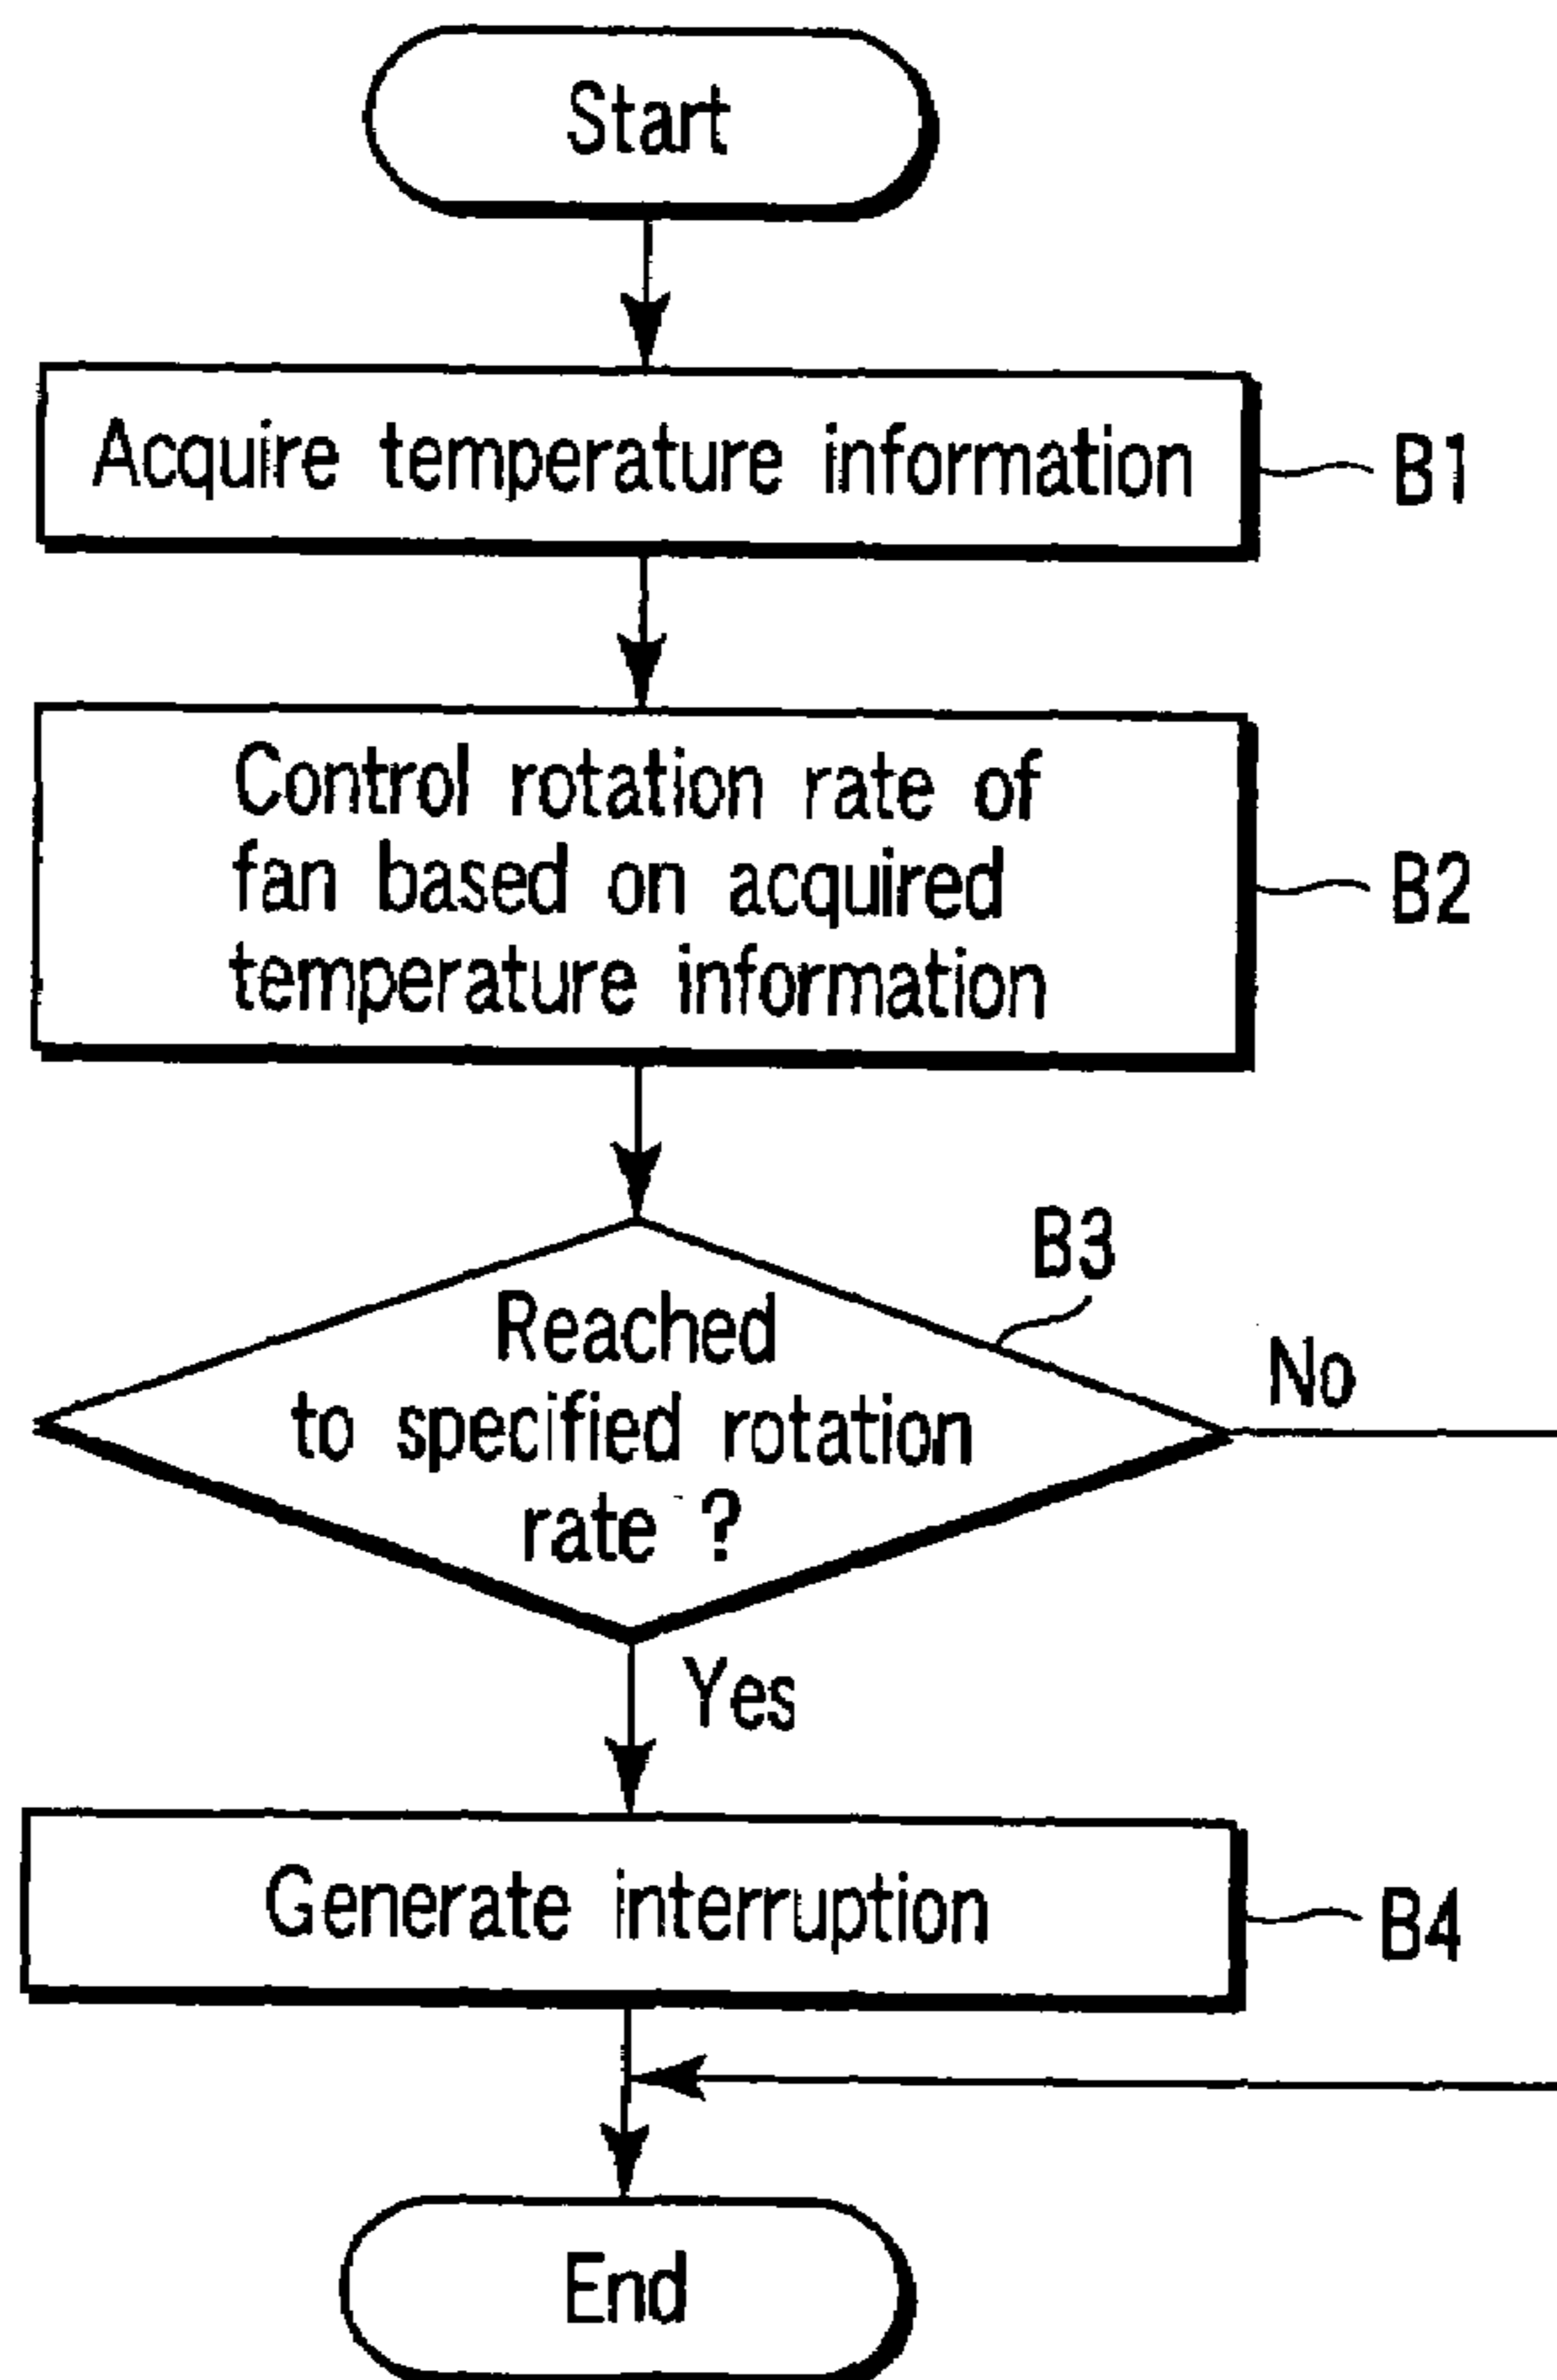 Start
Acquire temperature information
B1
Control rotation rate of
fan based on acquired
temperature information
B2
B3
Reached
to specified rotation
rate ?
No
Yes
Generate interruption
B4
End